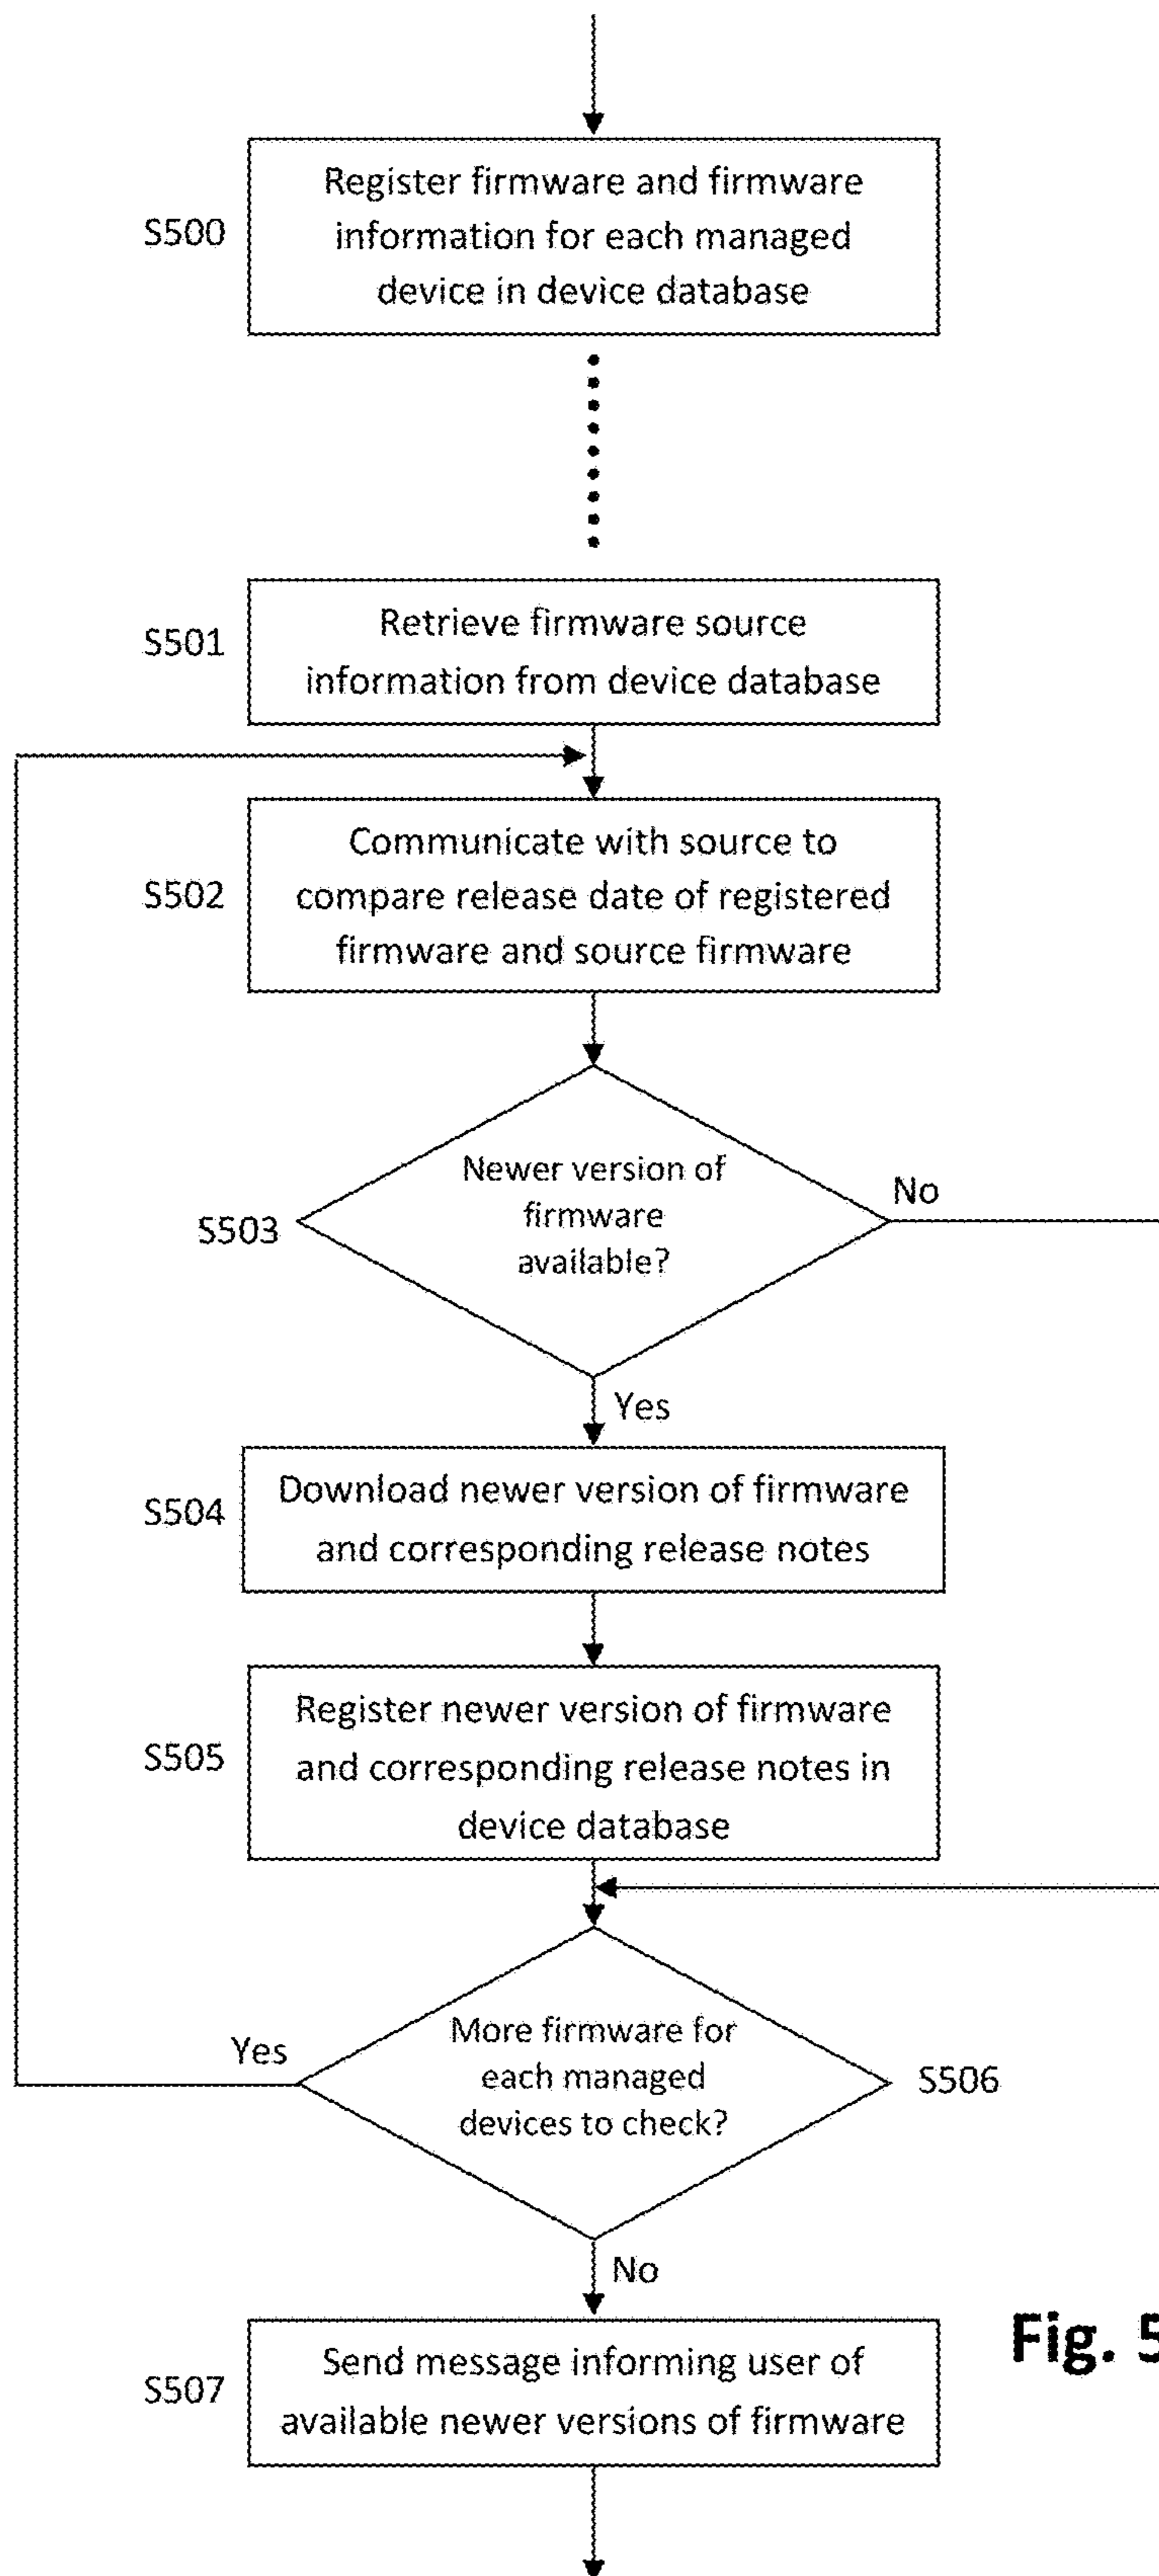 S500
Register firmware and firmware
information for each managed
device in device database
S501
Retrieve firmware source
information from device database
S502
Communicate with source to
compare release date of registered
firmware and source firmware
S503
Newer version of
firmware
available?
No
Yes
S504
Download newer version of firmware
and corresponding release notes
S505
Register newer version of firmware
and corresponding release notes in
device database
Yes
More firmware for
each managed
devices to check?
S506
No
S507
Send message informing user of
available newer versions of firmware
Fig. 5